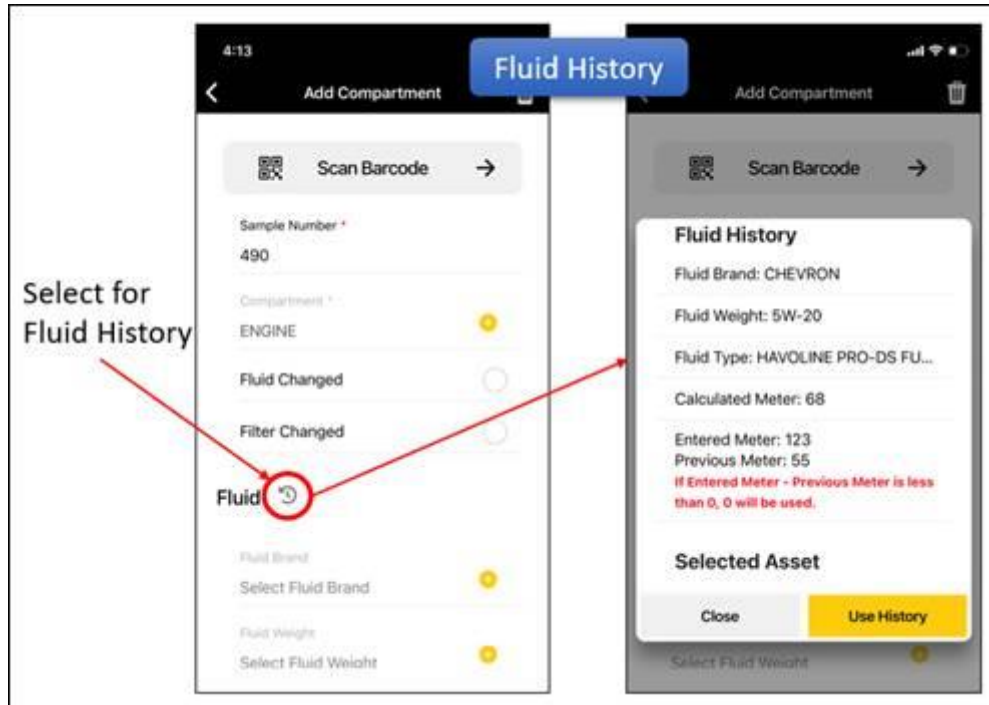 Fluid History
4:13
Add Compartment
Scan Barcode
Sample Number *
490
Compartment *
ENGINE
Fluid Changed
Filter Changed
Fluid
Fluid Brand
Select Fluid Brand
Fluid Weight
Select Fluid Weight
Select for
Fluid History
Add Compartment
Scan Barcode
Fluid History
Fluid Brand: CHEVRON
Fluid Weight: 5W-20
Fluid Type: HAVOLINE PRO-DS FU...
Calculated Meter: 68
Entered Meter: 123
Previous Meter: 55
If Entered Meter - Previous Meter is less
than 0, 0 will be used.
Selected Asset
Close
Use History
Select Fluid Weight